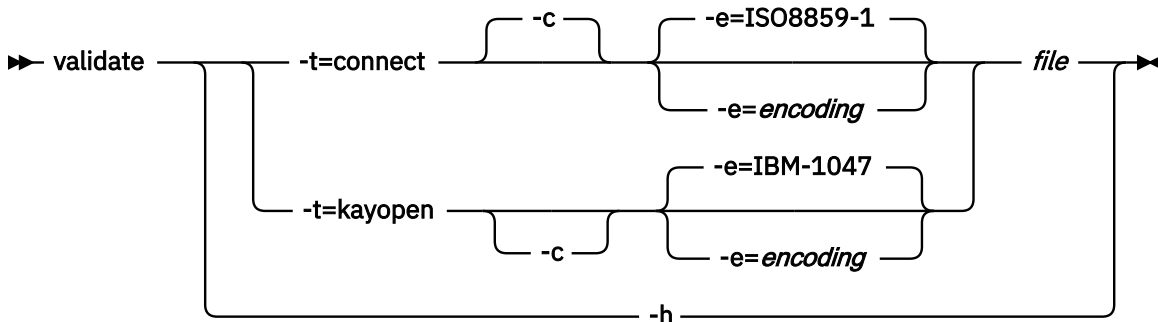 -c -e=ISO8859-1
validate -t=connect file
-e=encoding
-e=IBM-1047
-t=kayopen
-c -e=encoding
-h